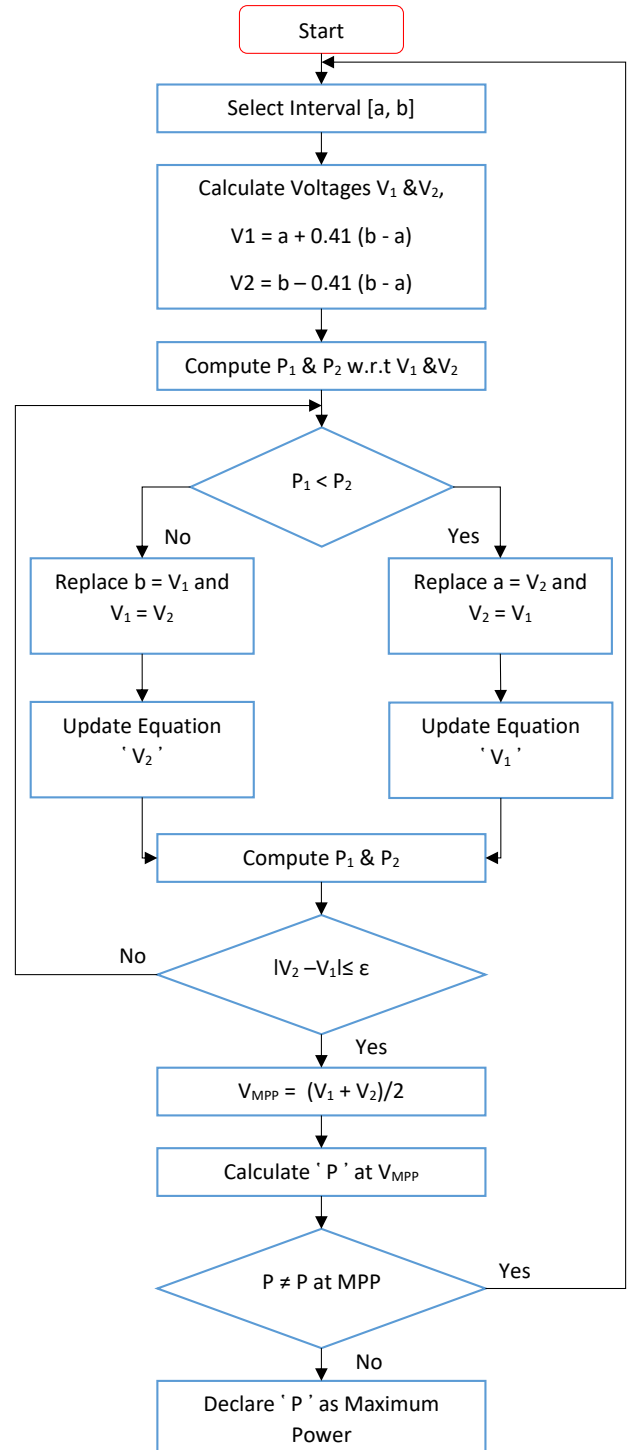 Start
Select Interval [a, b]
Calculate Voltages V₁ &V₂,
V1 = a + 0.41 (b - a)
V2 = b – 0.41 (b - a)
Compute P₁ & P₂ w.r.t V₁ &V₂
P₁ < P₂
No
Yes
Replace b = V₁ and
V₁ = V₂
Replace a = V₂ and
V₂ = V₁
Update Equation
‘ V₂ ’
Update Equation
‘ V₁ ’
Compute P₁ & P₂
No
|V₂ –V₁|≤ ε
Yes
V_MPP = (V₁ + V₂)/2
Calculate ‘ P ’ at V_MPP
P ≠ P at MPP
Yes
No
Declare ‘ P ’ as Maximum
Power